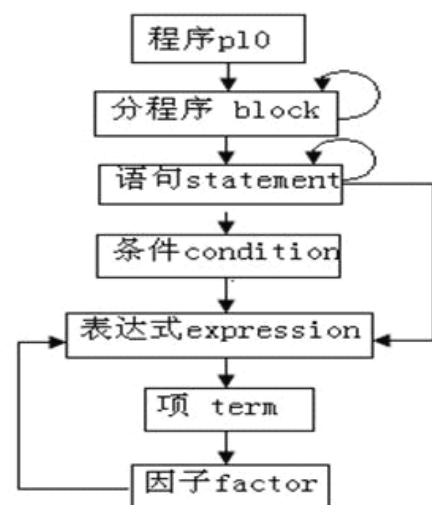 程序pl0
分程序 block
语句statement
条件condition
表达式expression
项 term
因子factor